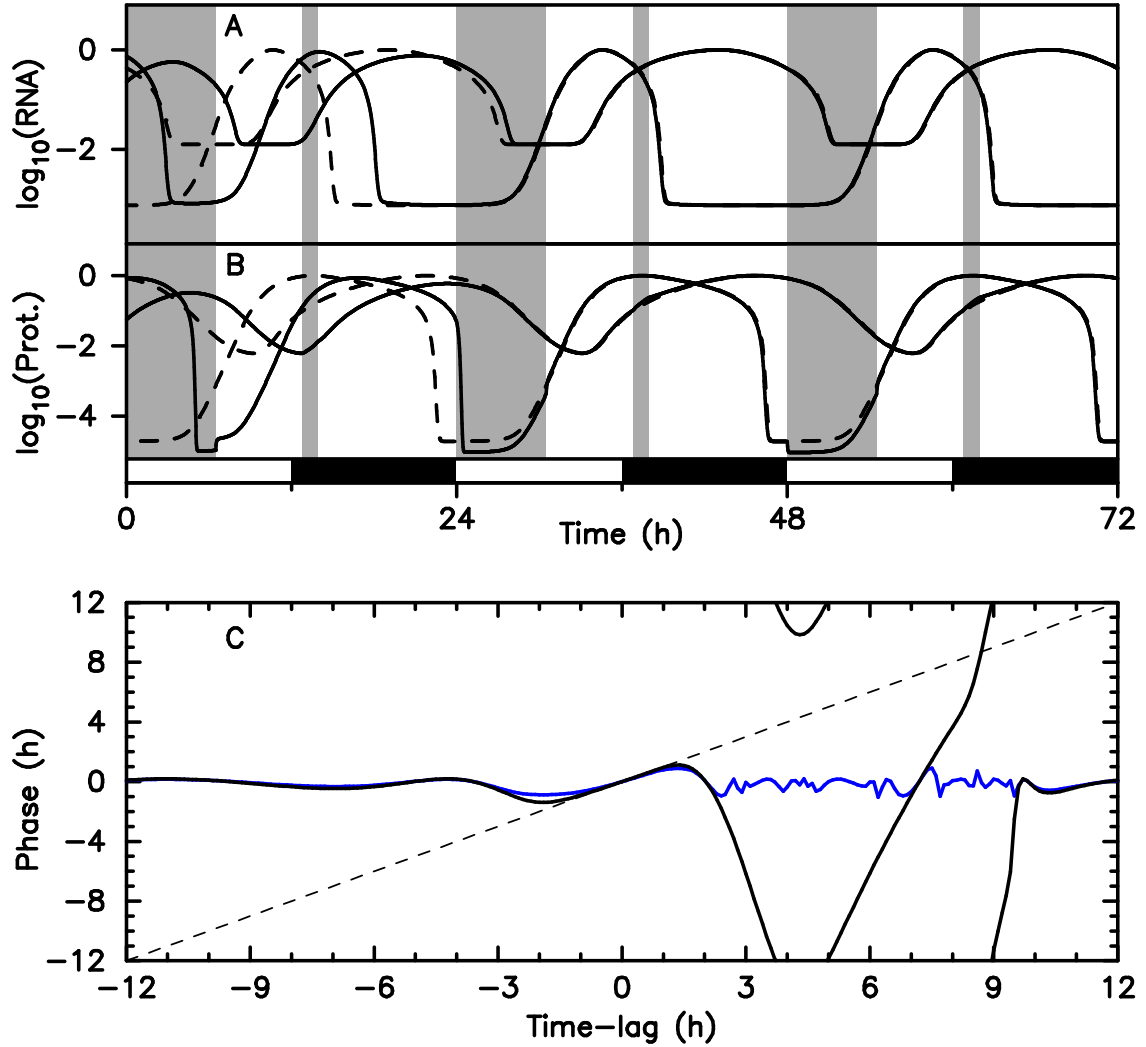 A
0
−2
log10(RNA)
B
0
−2
−4
log10(Prot.)
0 24 48 72
Time (h)
C
12
8
4
0
−4
−8
−12
Phase (h)
−12 −9 −6 −3 0 3 6 9 12
Time−lag (h)